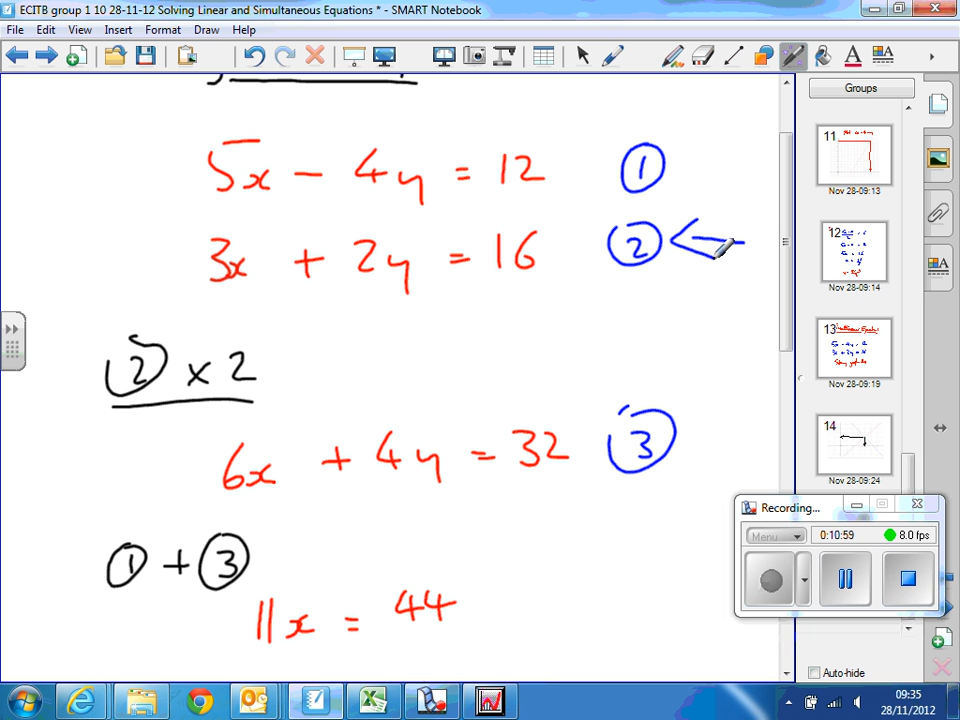 ECITB group 1 10 28-11-12 Solving Linear and Simultaneous Equations * - SMART Notebook
File Edit View Insert Format Draw Help
Groups
5x - 4y = 12 ①
3x + 2y = 16 ②
② x 2
6x + 4y = 32 ③
① + ③
11x = 44
11
Nov 28-09:13
12
Nov 28-09:14
13
Nov 28-09:19
14
Nov 28-09:24
Recording...
Menu
0:10:59
8.0 fps
Auto-hide
09:35
28/11/2012